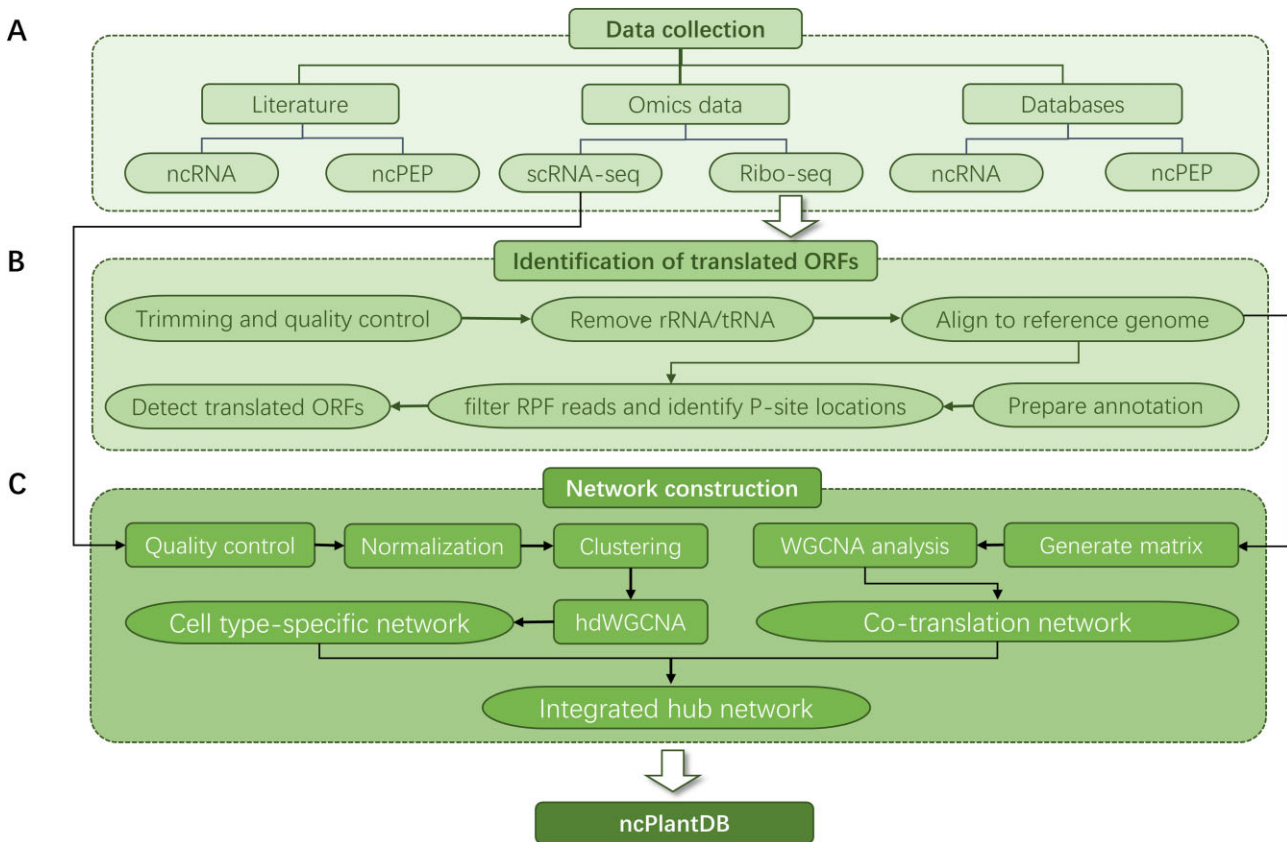 A
Data collection
Literature
Omics data
Databases
ncRNA
ncPEP
scRNA-seq
Ribo-seq
ncRNA
ncPEP
B
Identification of translated ORFs
Trimming and quality control
Remove rRNA/tRNA
Align to reference genome
Detect translated ORFs
filter RPF reads and identify P-site locations
Prepare annotation
C
Network construction
Quality control
Normalization
Clustering
WGCNA analysis
Generate matrix
Cell type-specific network
hdWGCNA
Co-translation network
Integrated hub network
ncPlantDB